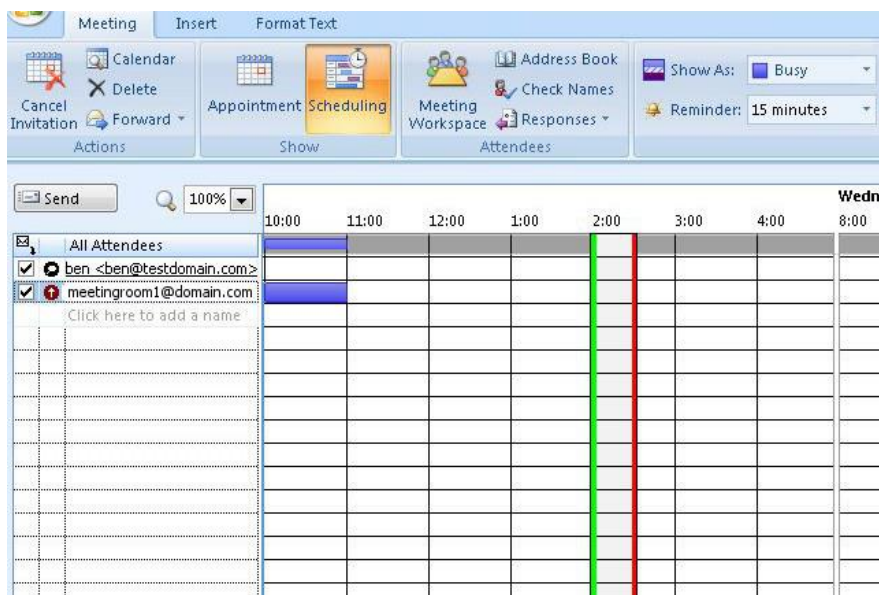 Meeting Insert Format Text
Calendar
Delete
Cancel Invitation
Forward
Actions
Appointment Scheduling
Show
Meeting Workspace
Address Book
Check Names
Responses
Attendees
Show As: Busy
Reminder: 15 minutes
Send 100%
Wedn
10:00 11:00 12:00 1:00 2:00 3:00 4:00 8:00
All Attendees
ben <ben@testdomain.com>
meetingroom1@domain.com
Click here to add a name